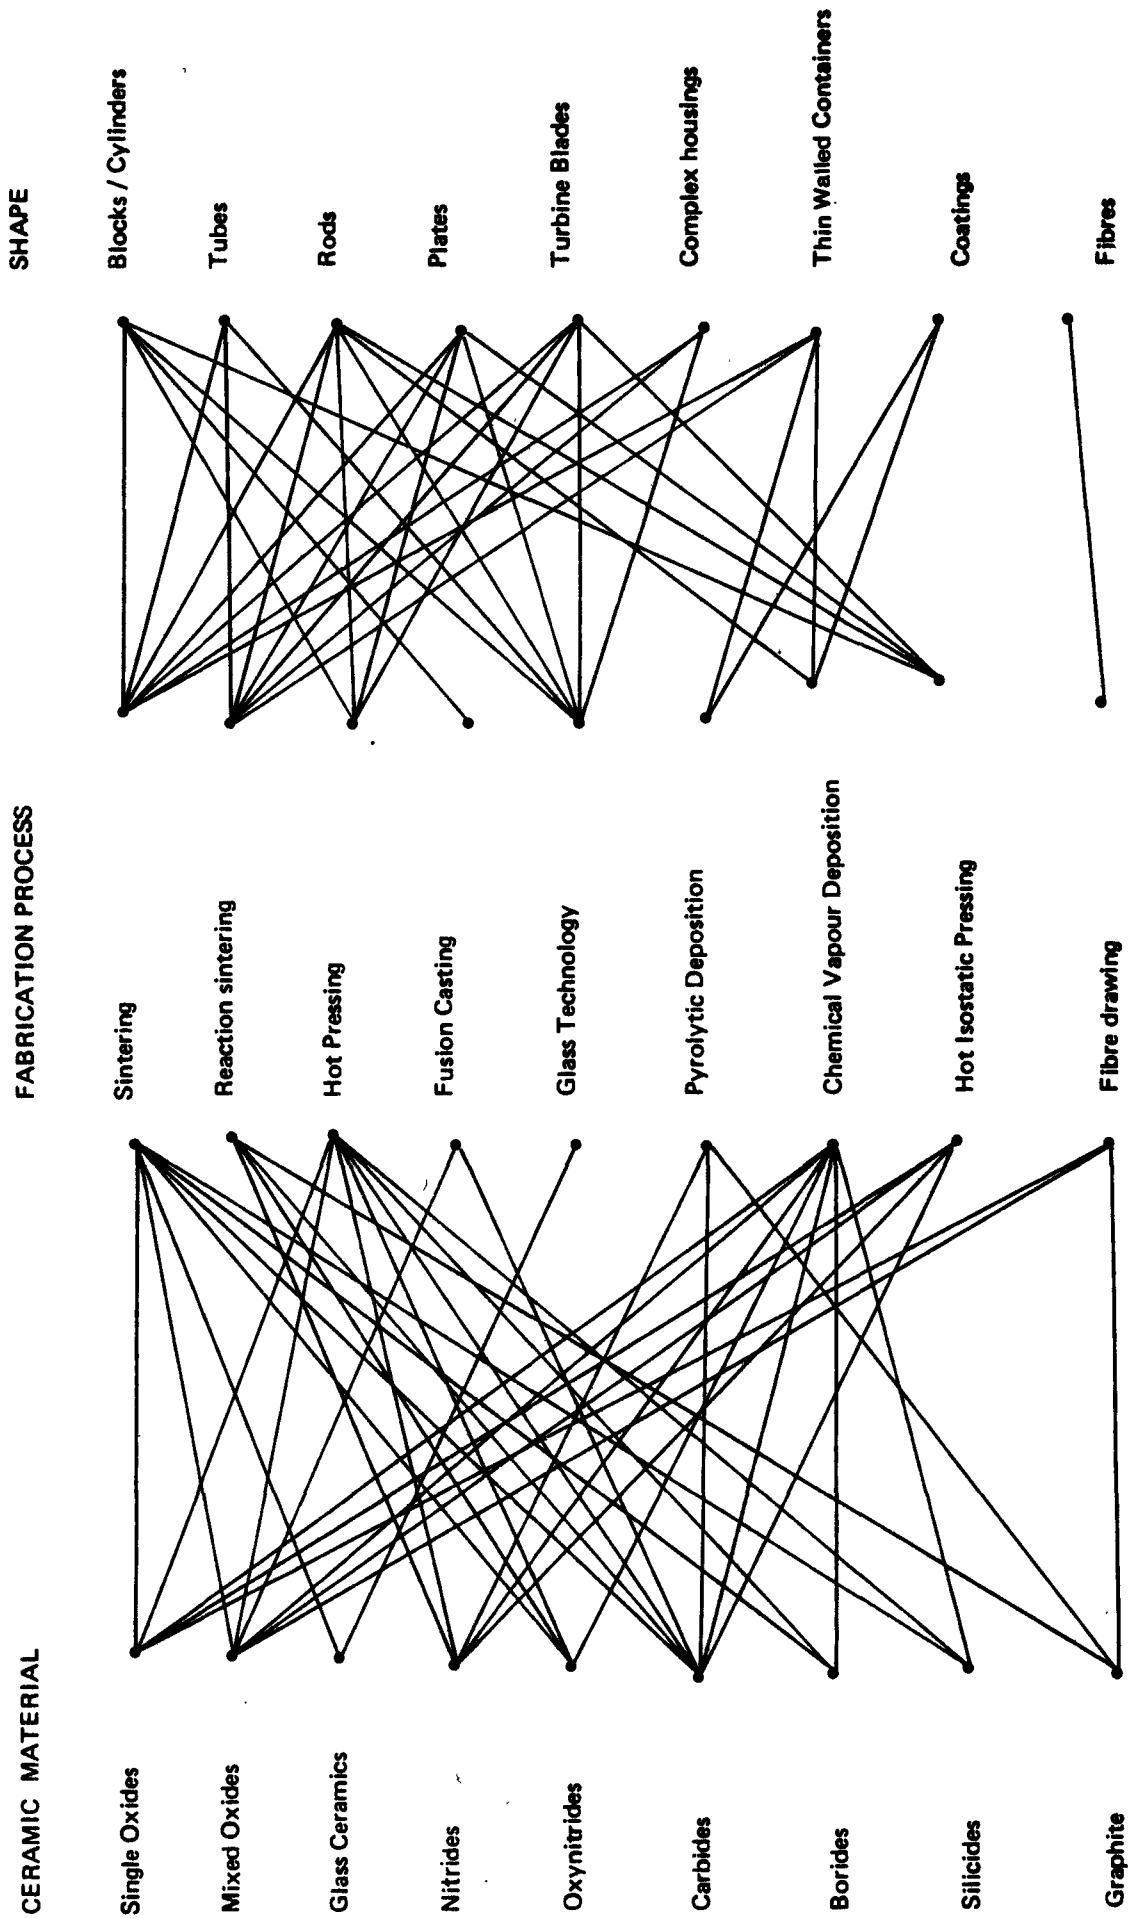 CERAMIC MATERIAL
Single Oxides
Mixed Oxides
Glass Ceramics
Nitrides
Oxynitrides
Carbides
Borides
Silicides
Graphite
FABRICATION PROCESS
Sintering
Reaction sintering
Hot Pressing
Fusion Casting
Glass Technology
Pyrolytic Deposition
Chemical Vapour Deposition
Hot Isostatic Pressing
Fibre drawing
SHAPE
Blocks / Cylinders
Tubes
Rods
Plates
Turbine Blades
Complex housings
Thin Walled Containers
Coatings
Fibres